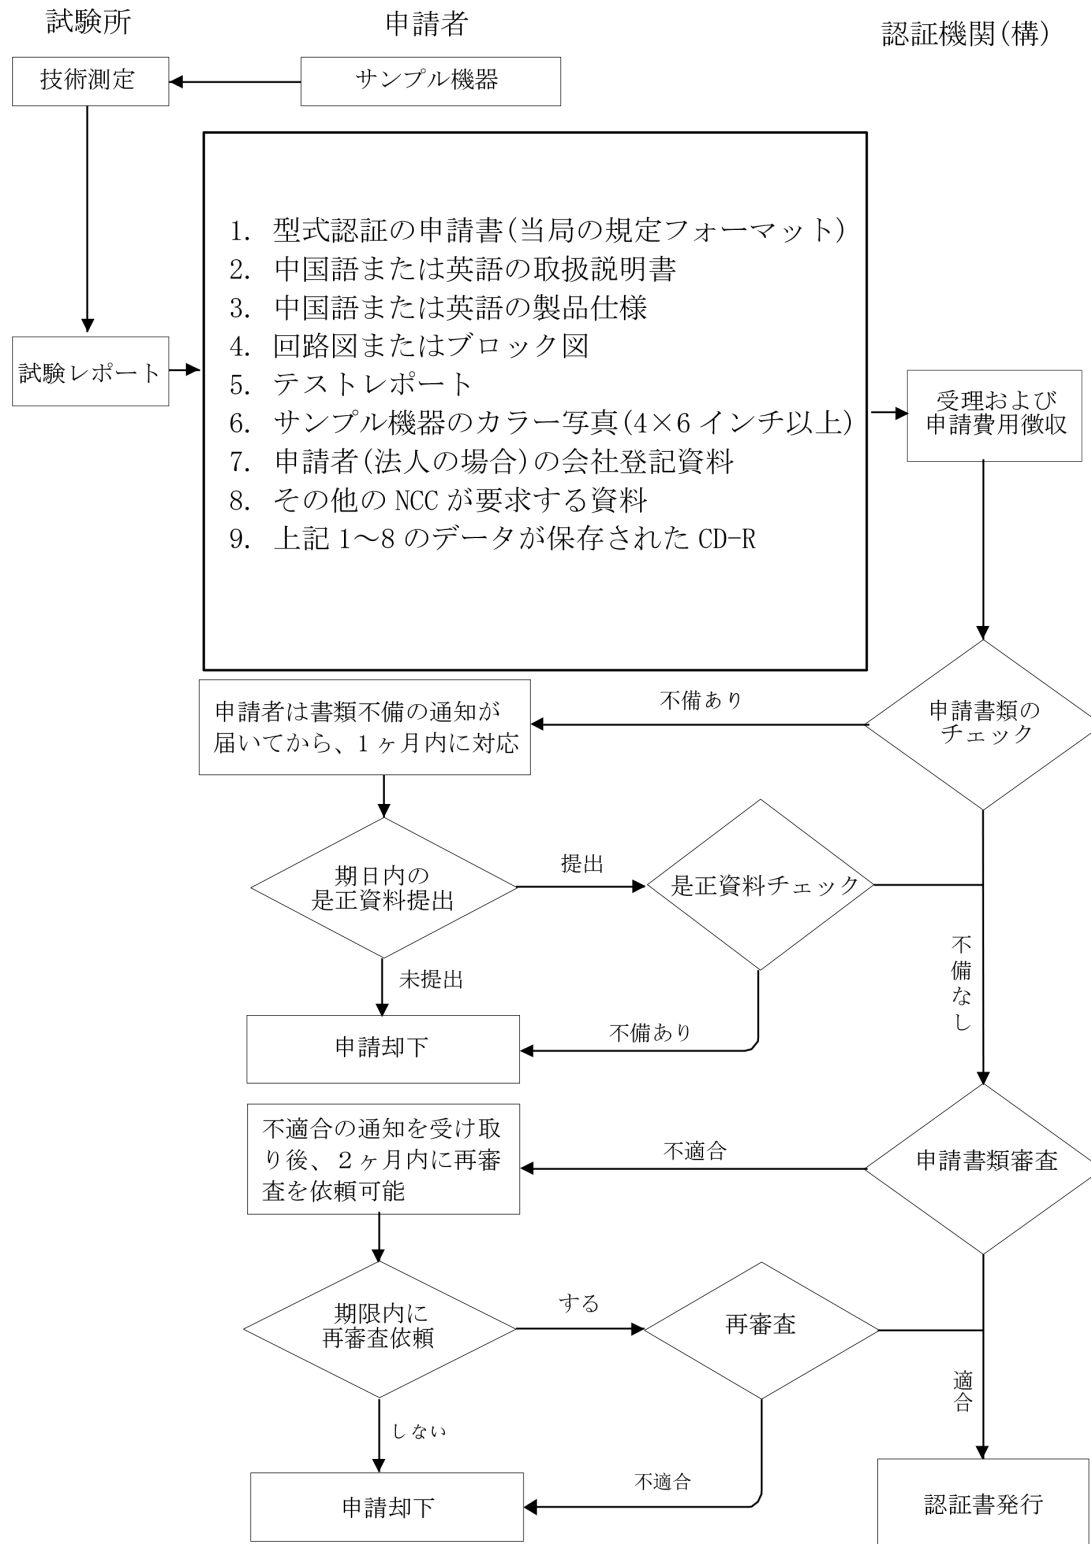 試験所
申請者
認証機関(構)
技術測定
サンプル機器
1. 型式認証の申請書(当局の規定フォーマット)
2. 中国語または英語の取扱説明書
3. 中国語または英語の製品仕様
4. 回路図またはブロック図
5. テストレポート
6. サンプル機器のカラー写真(4×6 インチ以上)
7. 申請者(法人の場合)の会社登記資料
8. その他の NCC が要求する資料
9. 上記 1～8 のデータが保存された CD-R
試験レポート
受理および
申請費用徴収
申請書類の
チェック
不備あり
申請者は書類不備の通知が
届いてから、1 ヶ月内に対応
期日内の
是正資料提出
提出
是正資料チェック
不備なし
未提出
不備あり
申請却下
申請書類審査
不適合
不適合の通知を受け取
り後、２ヶ月内に再審
査を依頼可能
期限内に
再審査依頼
する
再審査
適合
しない
不適合
申請却下
認証書発行